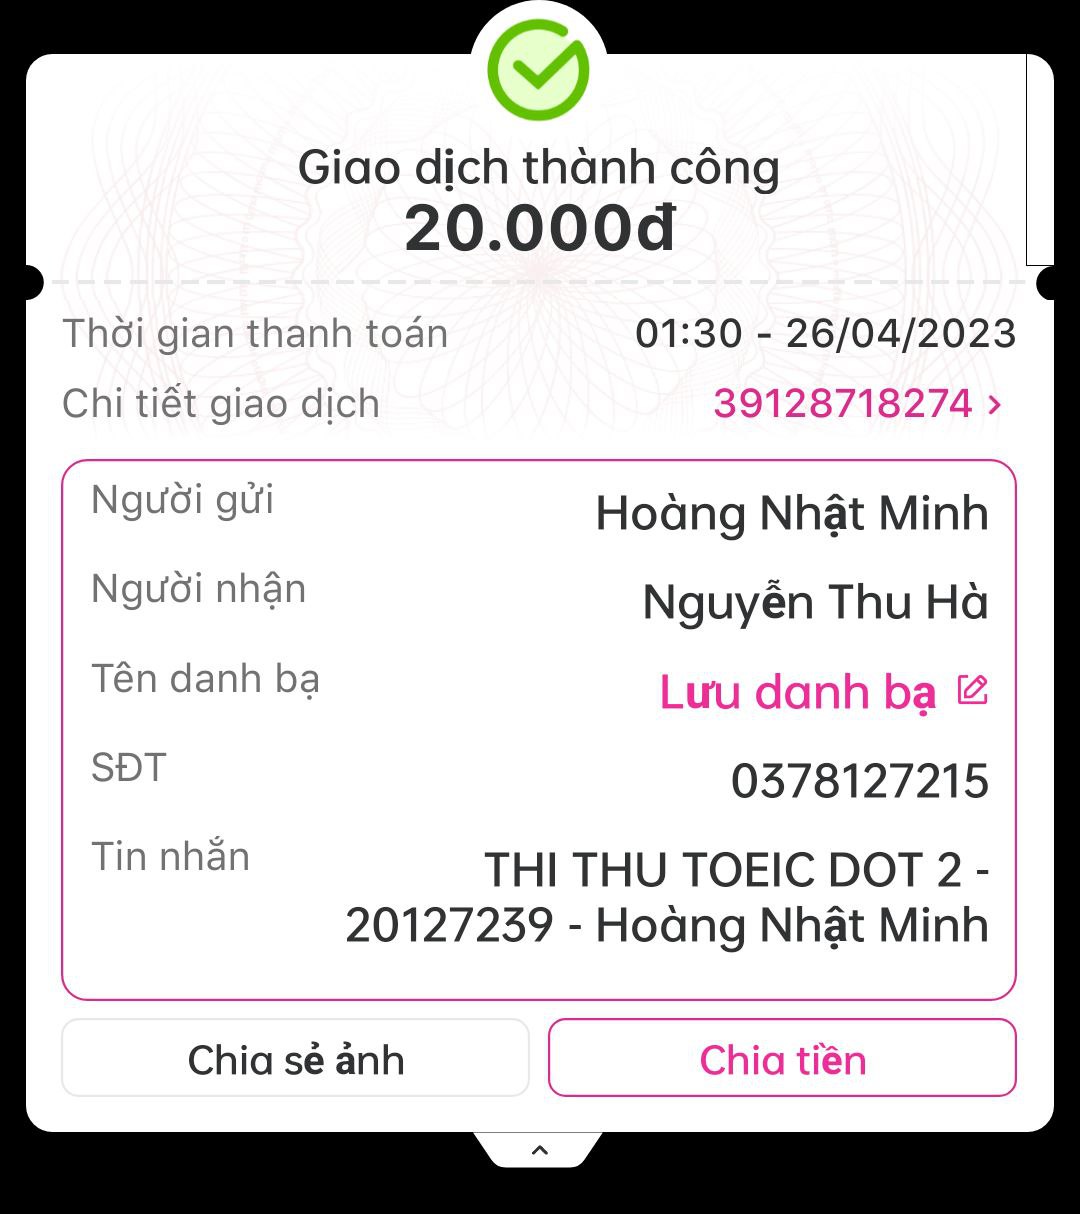 Giao dịch thành công
20.000đ
Thời gian thanh toán 01:30 - 26/04/2023
Chi tiết giao dịch 39128718274 >
Người gửi Hoàng Nhật Minh
Người nhận Nguyễn Thu Hà
Tên danh bạ Lưu danh bạ
SĐT 0378127215
Tin nhắn THI THU TOEIC DOT 2 -
20127239 - Hoàng Nhật Minh
Chia sẻ ảnh Chia tiền